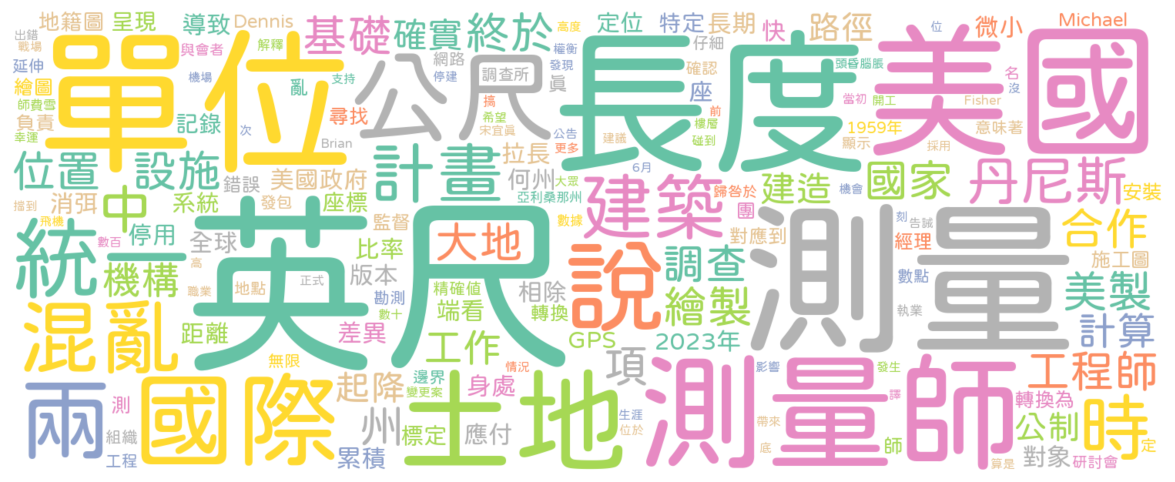 出錯 地籍圖 呈現 導致 Dennis 基礎 確實 終於 高度 定位 特定 長期 快 路徑 微小 Michael
戰場 與會者 解釋 權衡 仔細 位 名
延伸 機場 亂 支持 網路 停建 調查所 發現 眞 確認 座 頭昏腦脹 沒
單位 公尺 長度 美國
繪圖 師費雪 搞 當初 開工 Fisher
負責 記錄 次 尋找 希望 宋宜眞 公告 更多 前 樓層 碰到 1959年 意味著
幸運 Brian 建議 顯示 採用
位置 設施 錯誤 美國政府 計畫 拉長 何州 大眾 6月 歸咎於 建造 機會 國家 丹尼斯 安裝
消弭 中 系統 發包 座標 亞利桑那州 建築 團
擂到 飛機 數百 停用 全球 監督 大地 數據 對應到 刻 告誡 合作
統一 英尺 說 測量 經理
機構 高 比率 版本 調查 施工圖
職業 地點 正式 勘測 數十 精確値 端看 相除 轉換 繪製 數點 美製
混亂 距離 差異 工作 GPS 2023年 執業 計算
無限 情況 項 影響 發生 工程師
兩 國際 起降 邊界 變更案 身處 土地 測量師 譯 時
測 州 標定 應付 生涯 位於 帶來 師 轉換為 公制 定
組織 工程 累積 底 算是 對象 研討會